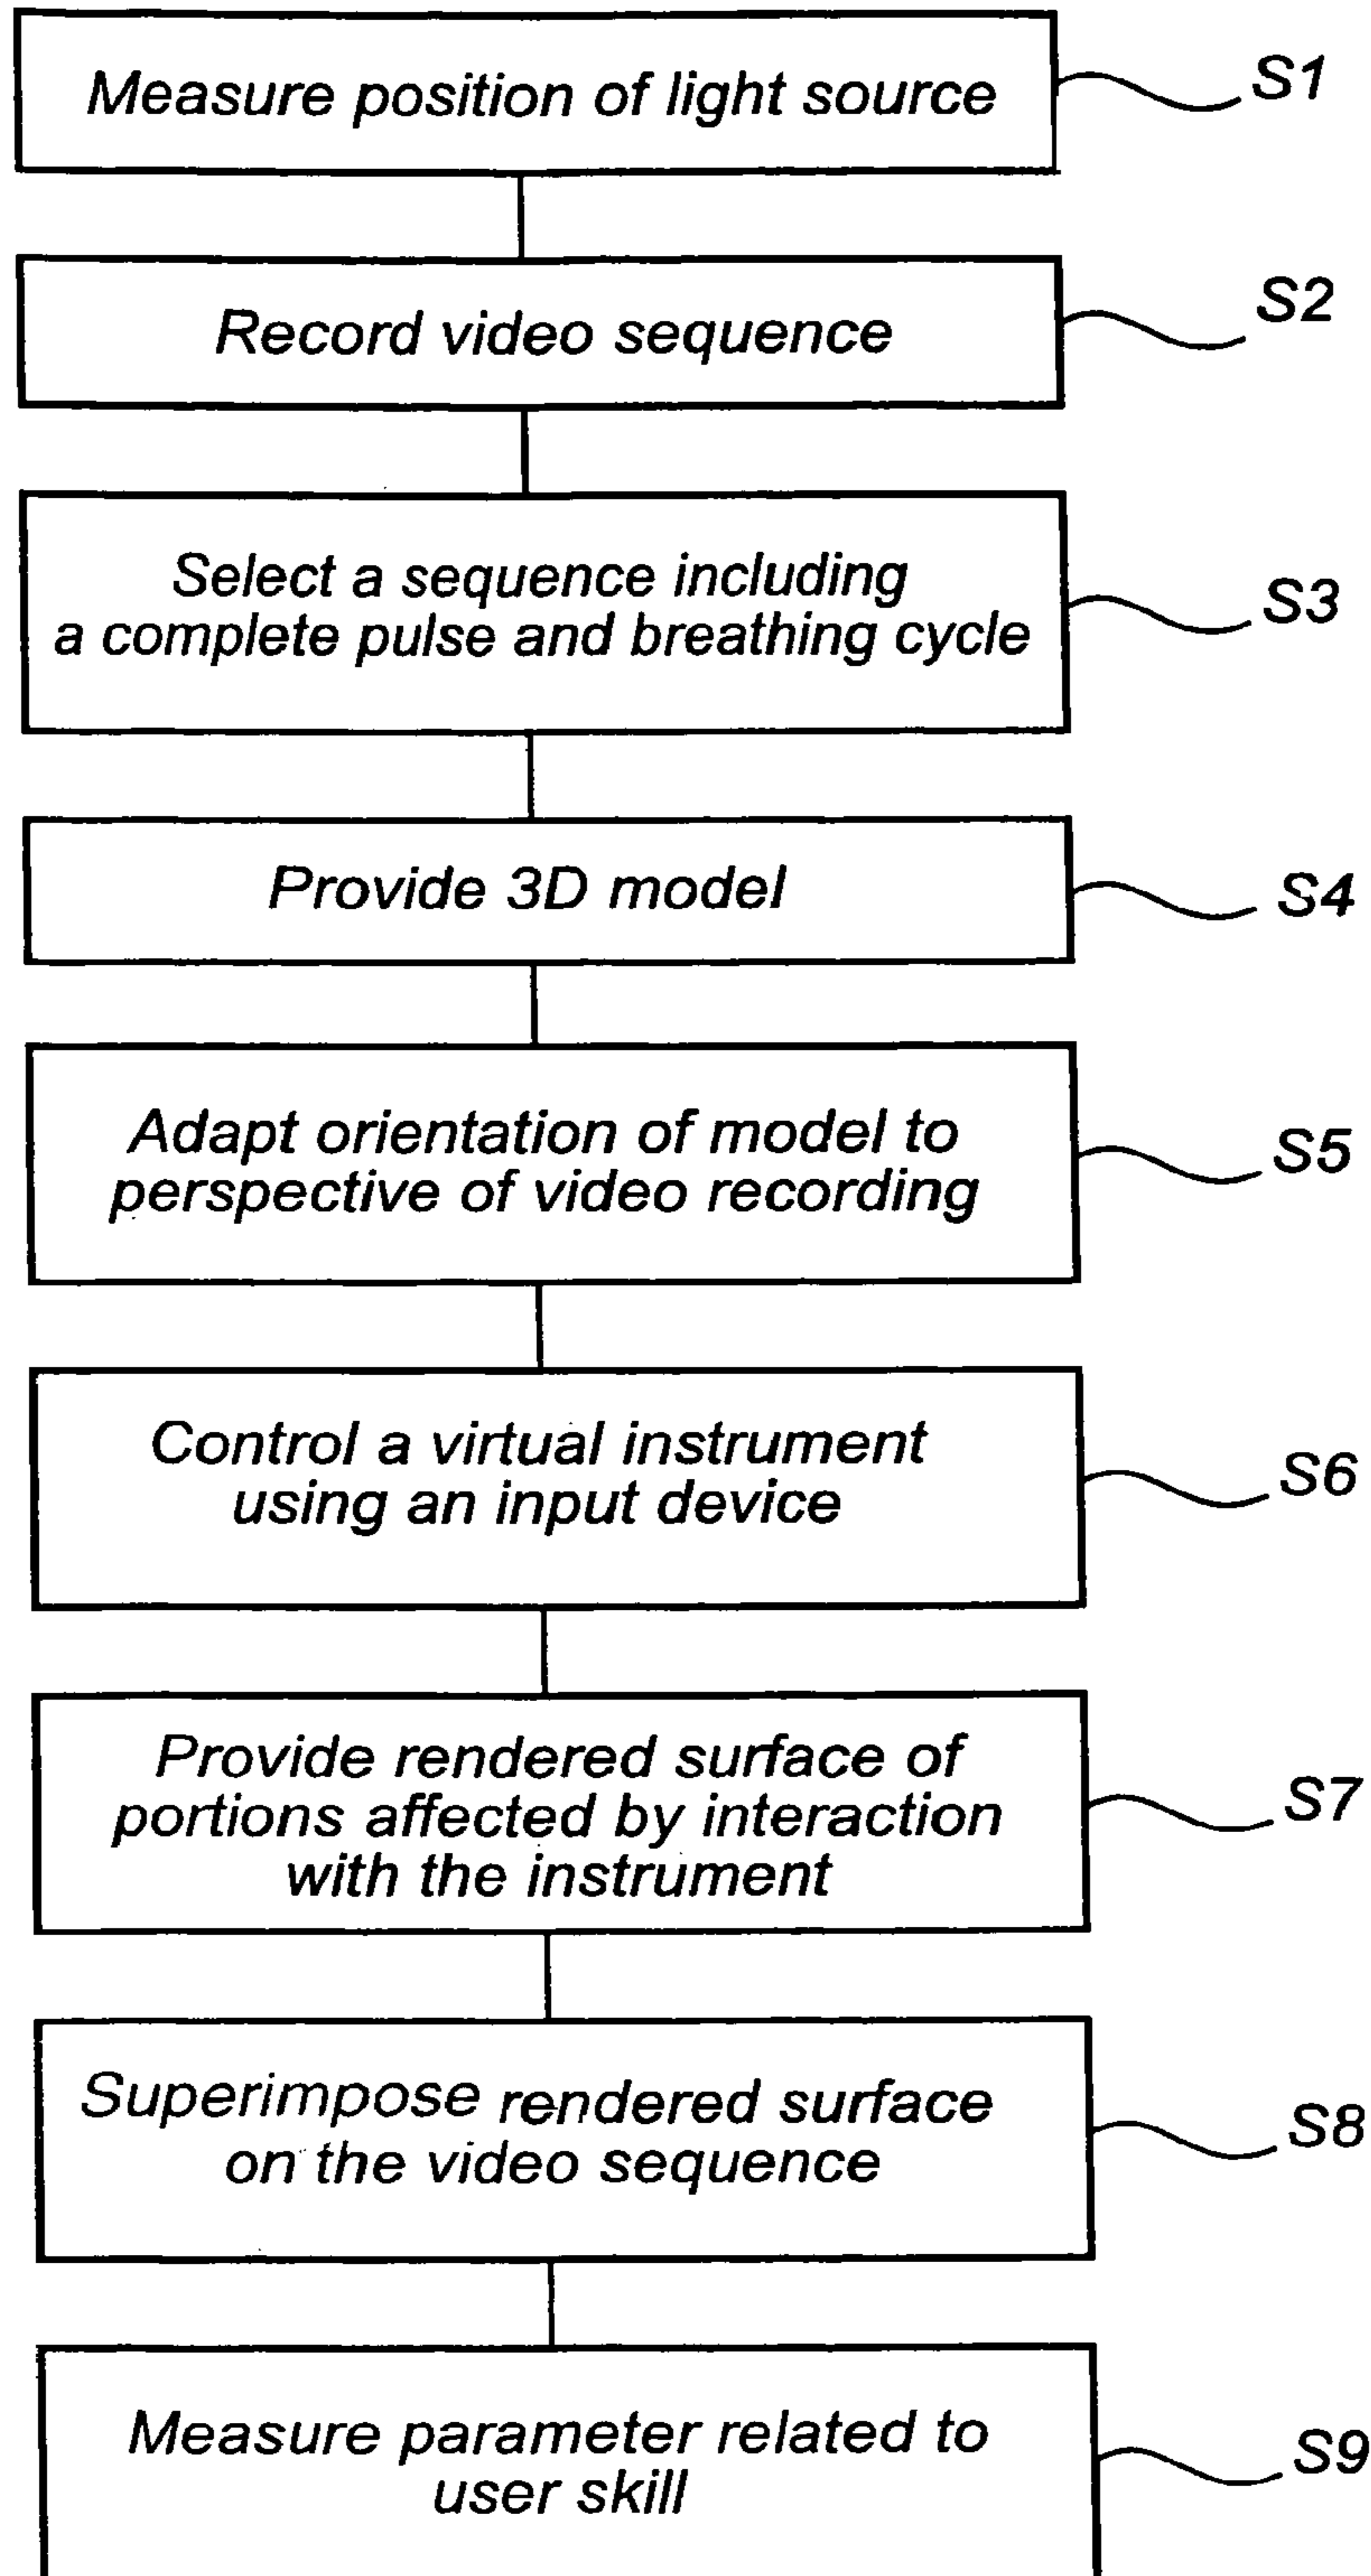 Measure position of light source
S1
Record video sequence
S2
Select a sequence including
a complete pulse and breathing cycle
S3
Provide 3D model
S4
Adapt orientation of model to
perspective of video recording
S5
Control a virtual instrument
using an input device
S6
Provide rendered surface of
portions affected by interaction
with the instrument
S7
Superimpose rendered surface
on the video sequence
S8
Measure parameter related to
user skill
S9